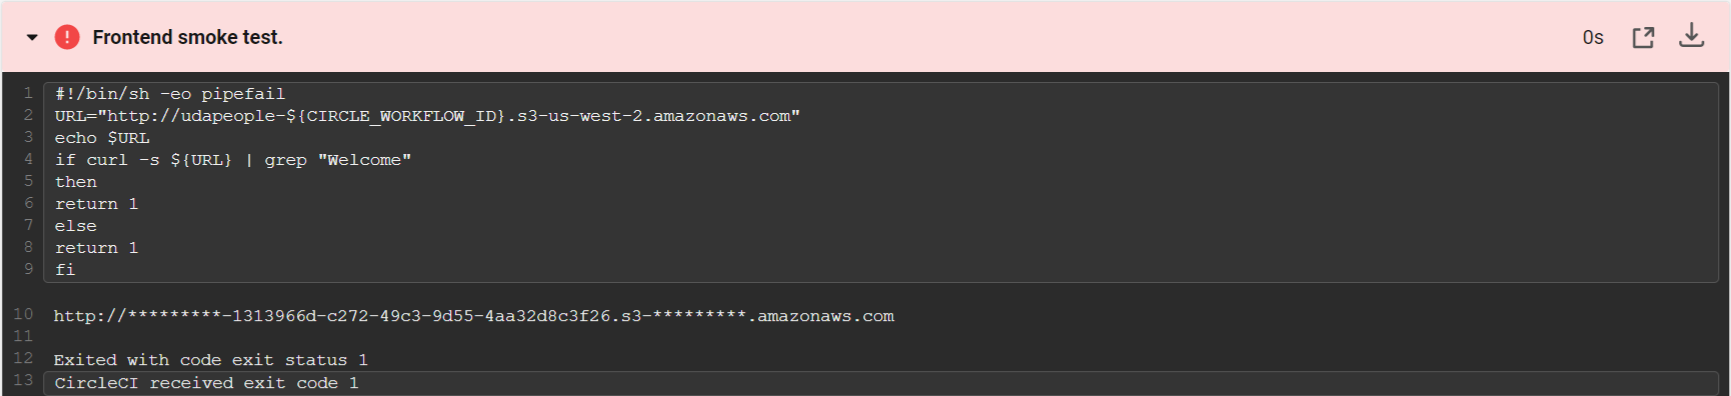 Frontend smoke test.
0s
1 #!/bin/sh -eo pipefail
2 URL="http://udapeople-${CIRCLE_WORKFLOW_ID}.s3-us-west-2.amazonaws.com"
3 echo $URL
4 if curl -s ${URL} | grep "Welcome"
5 then
6 return 1
7 else
8 return 1
9 fi
10 http://*********-1313966d-c272-49c3-9d55-4aa32d8c3f26.s3-*********.amazonaws.com
11
12 Exited with code exit status 1
13 CircleCI received exit code 1